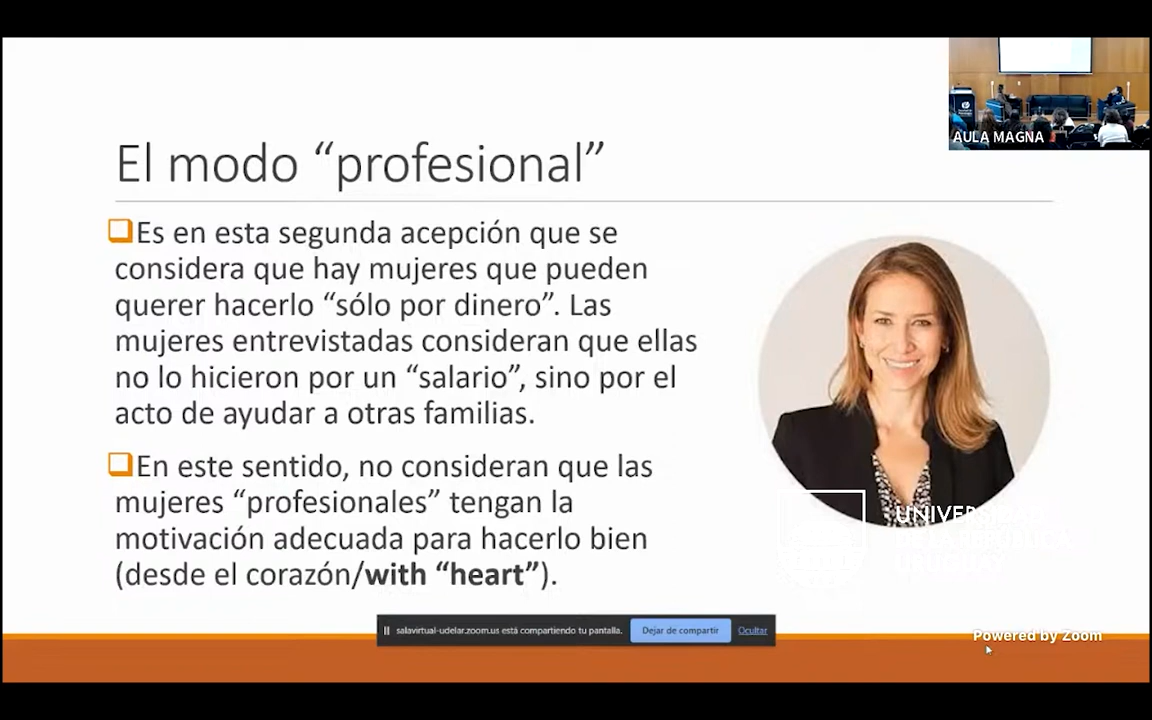 AULA MAGNA
El modo “profesional”
Es en esta segunda acepción que se
considera que hay mujeres que pueden
querer hacerlo “sólo por dinero”. Las
mujeres entrevistadas consideran que ellas
no lo hicieron por un “salario”, sino por el
acto de ayudar a otras familias.
En este sentido, no consideran que las
mujeres “profesionales” tengan la
motivación adecuada para hacerlo bien
(desde el corazón/with “heart”).
salavirtual-udelar.zoom.us está compartiendo tu pantalla.
Dejar de compartir
Ocultar
Powered by Zoom